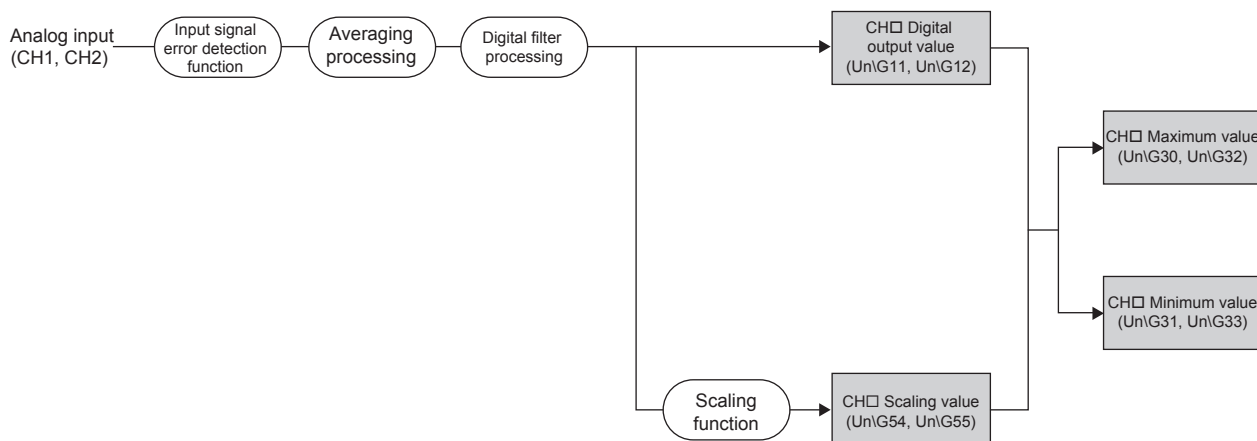 Analog input
(CH1, CH2)
Input signal
error detection
function
Averaging
processing
Digital filter
processing
CH□ Digital
output value
(Un\G11, Un\G12)
CH□ Maximum value
(Un\G30, Un\G32)
CH□ Minimum value
(Un\G31, Un\G33)
Scaling
function
CH□ Scaling value
(Un\G54, Un\G55)